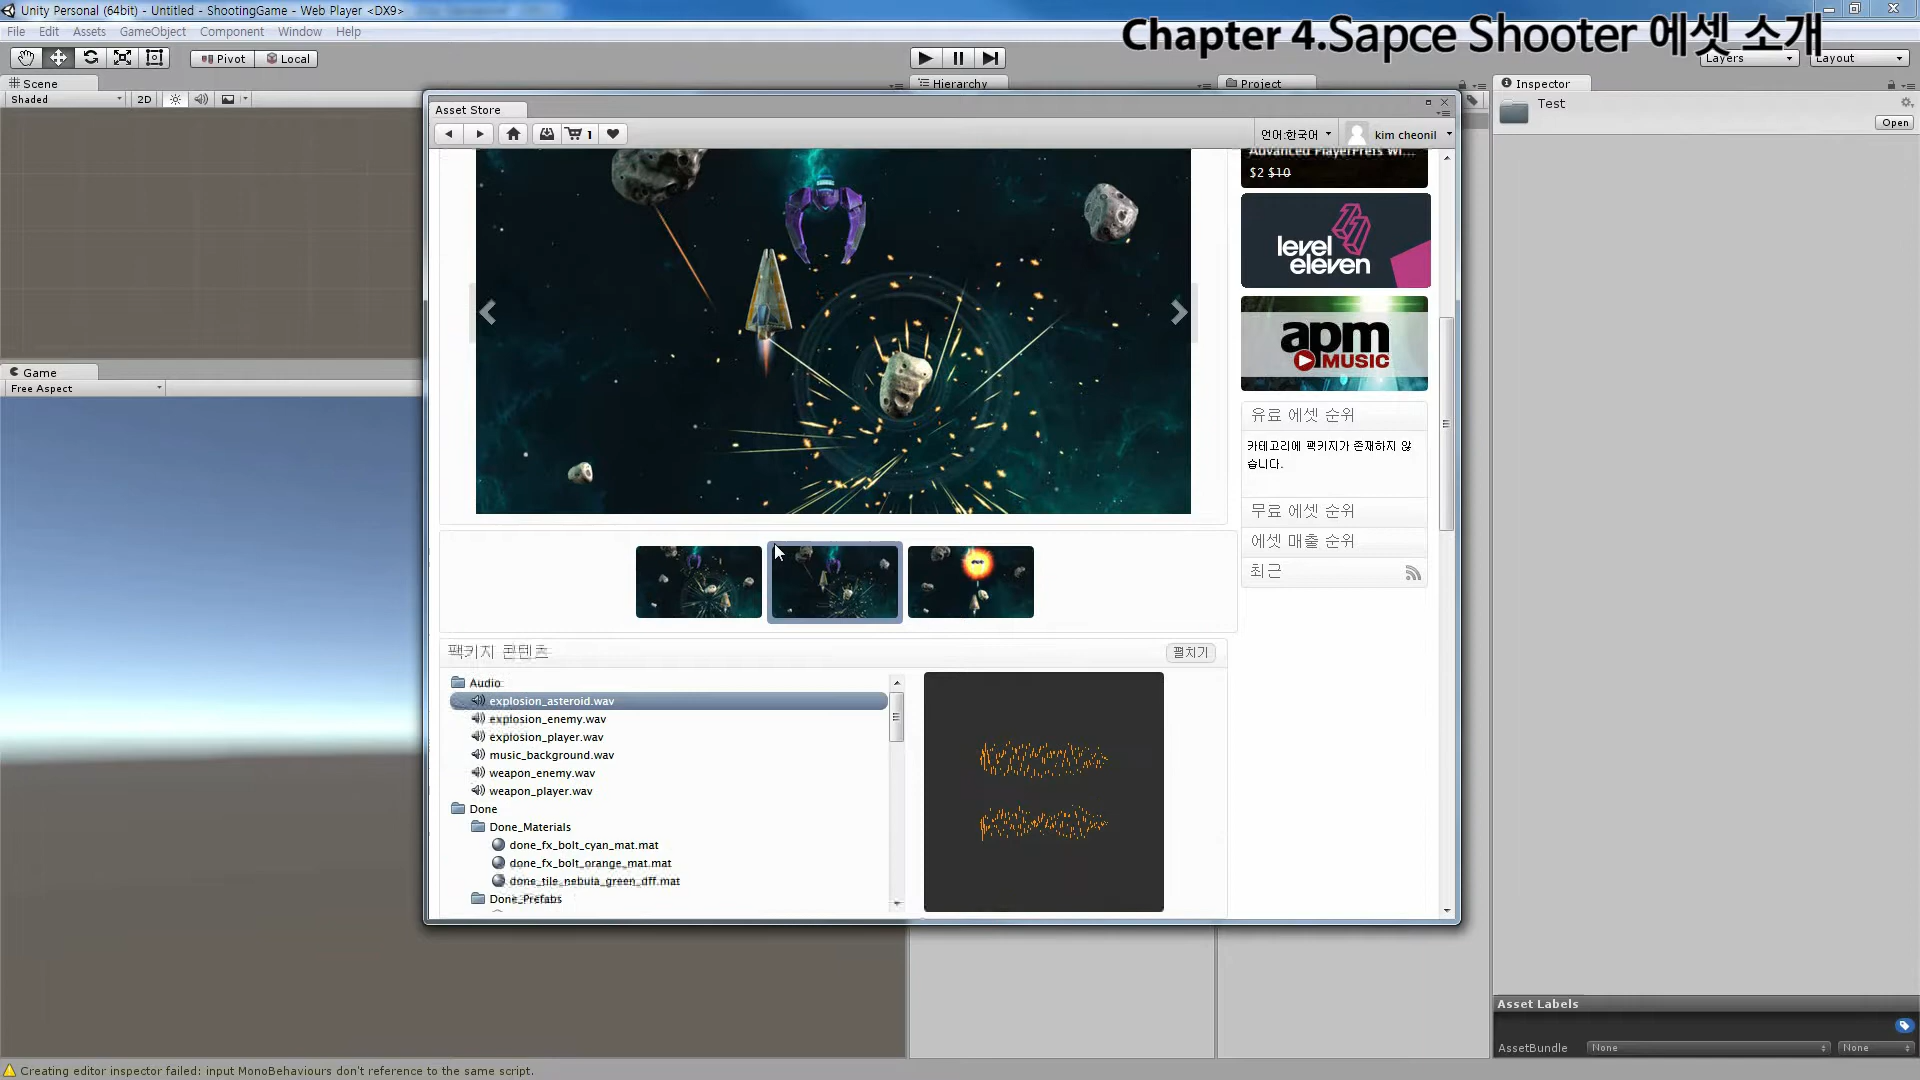 Unity Personal (64bit) - Untitled - ShootingGame - Web Player <DX9>
Chapter 4.Sapce Shooter 에셋 소개
File Edit Assets GameObject Component Window Help
Pivot Local
Layers Layout
Scene
Hierarchy
Project
Inspector
Shaded 2D
Test
Open
Asset Store
1
언어:한국어
kim cheonil
Advanced PlayerPrefs Wi...
$2 $10
level
eleven
apm
MUSIC
Game
Free Aspect
유료 에셋 순위
카테고리에 팩키지가 존재하지 않
습니다.
무료 에셋 순위
에셋 매출 순위
최근
팩키지 콘텐츠
펼치기
Audio
explosion_asteroid.wav
explosion_enemy.wav
explosion_player.wav
music_background.wav
weapon_enemy.wav
weapon_player.wav
Done
Done_Materials
done_fx_bolt_cyan_mat.mat
done_fx_bolt_orange_mat.mat
done_tile_nebula_green_dff.mat
Done_Prefabs
Asset Labels
AssetBundle None None
Creating editor inspector failed: input MonoBehaviours don't reference to the same script.